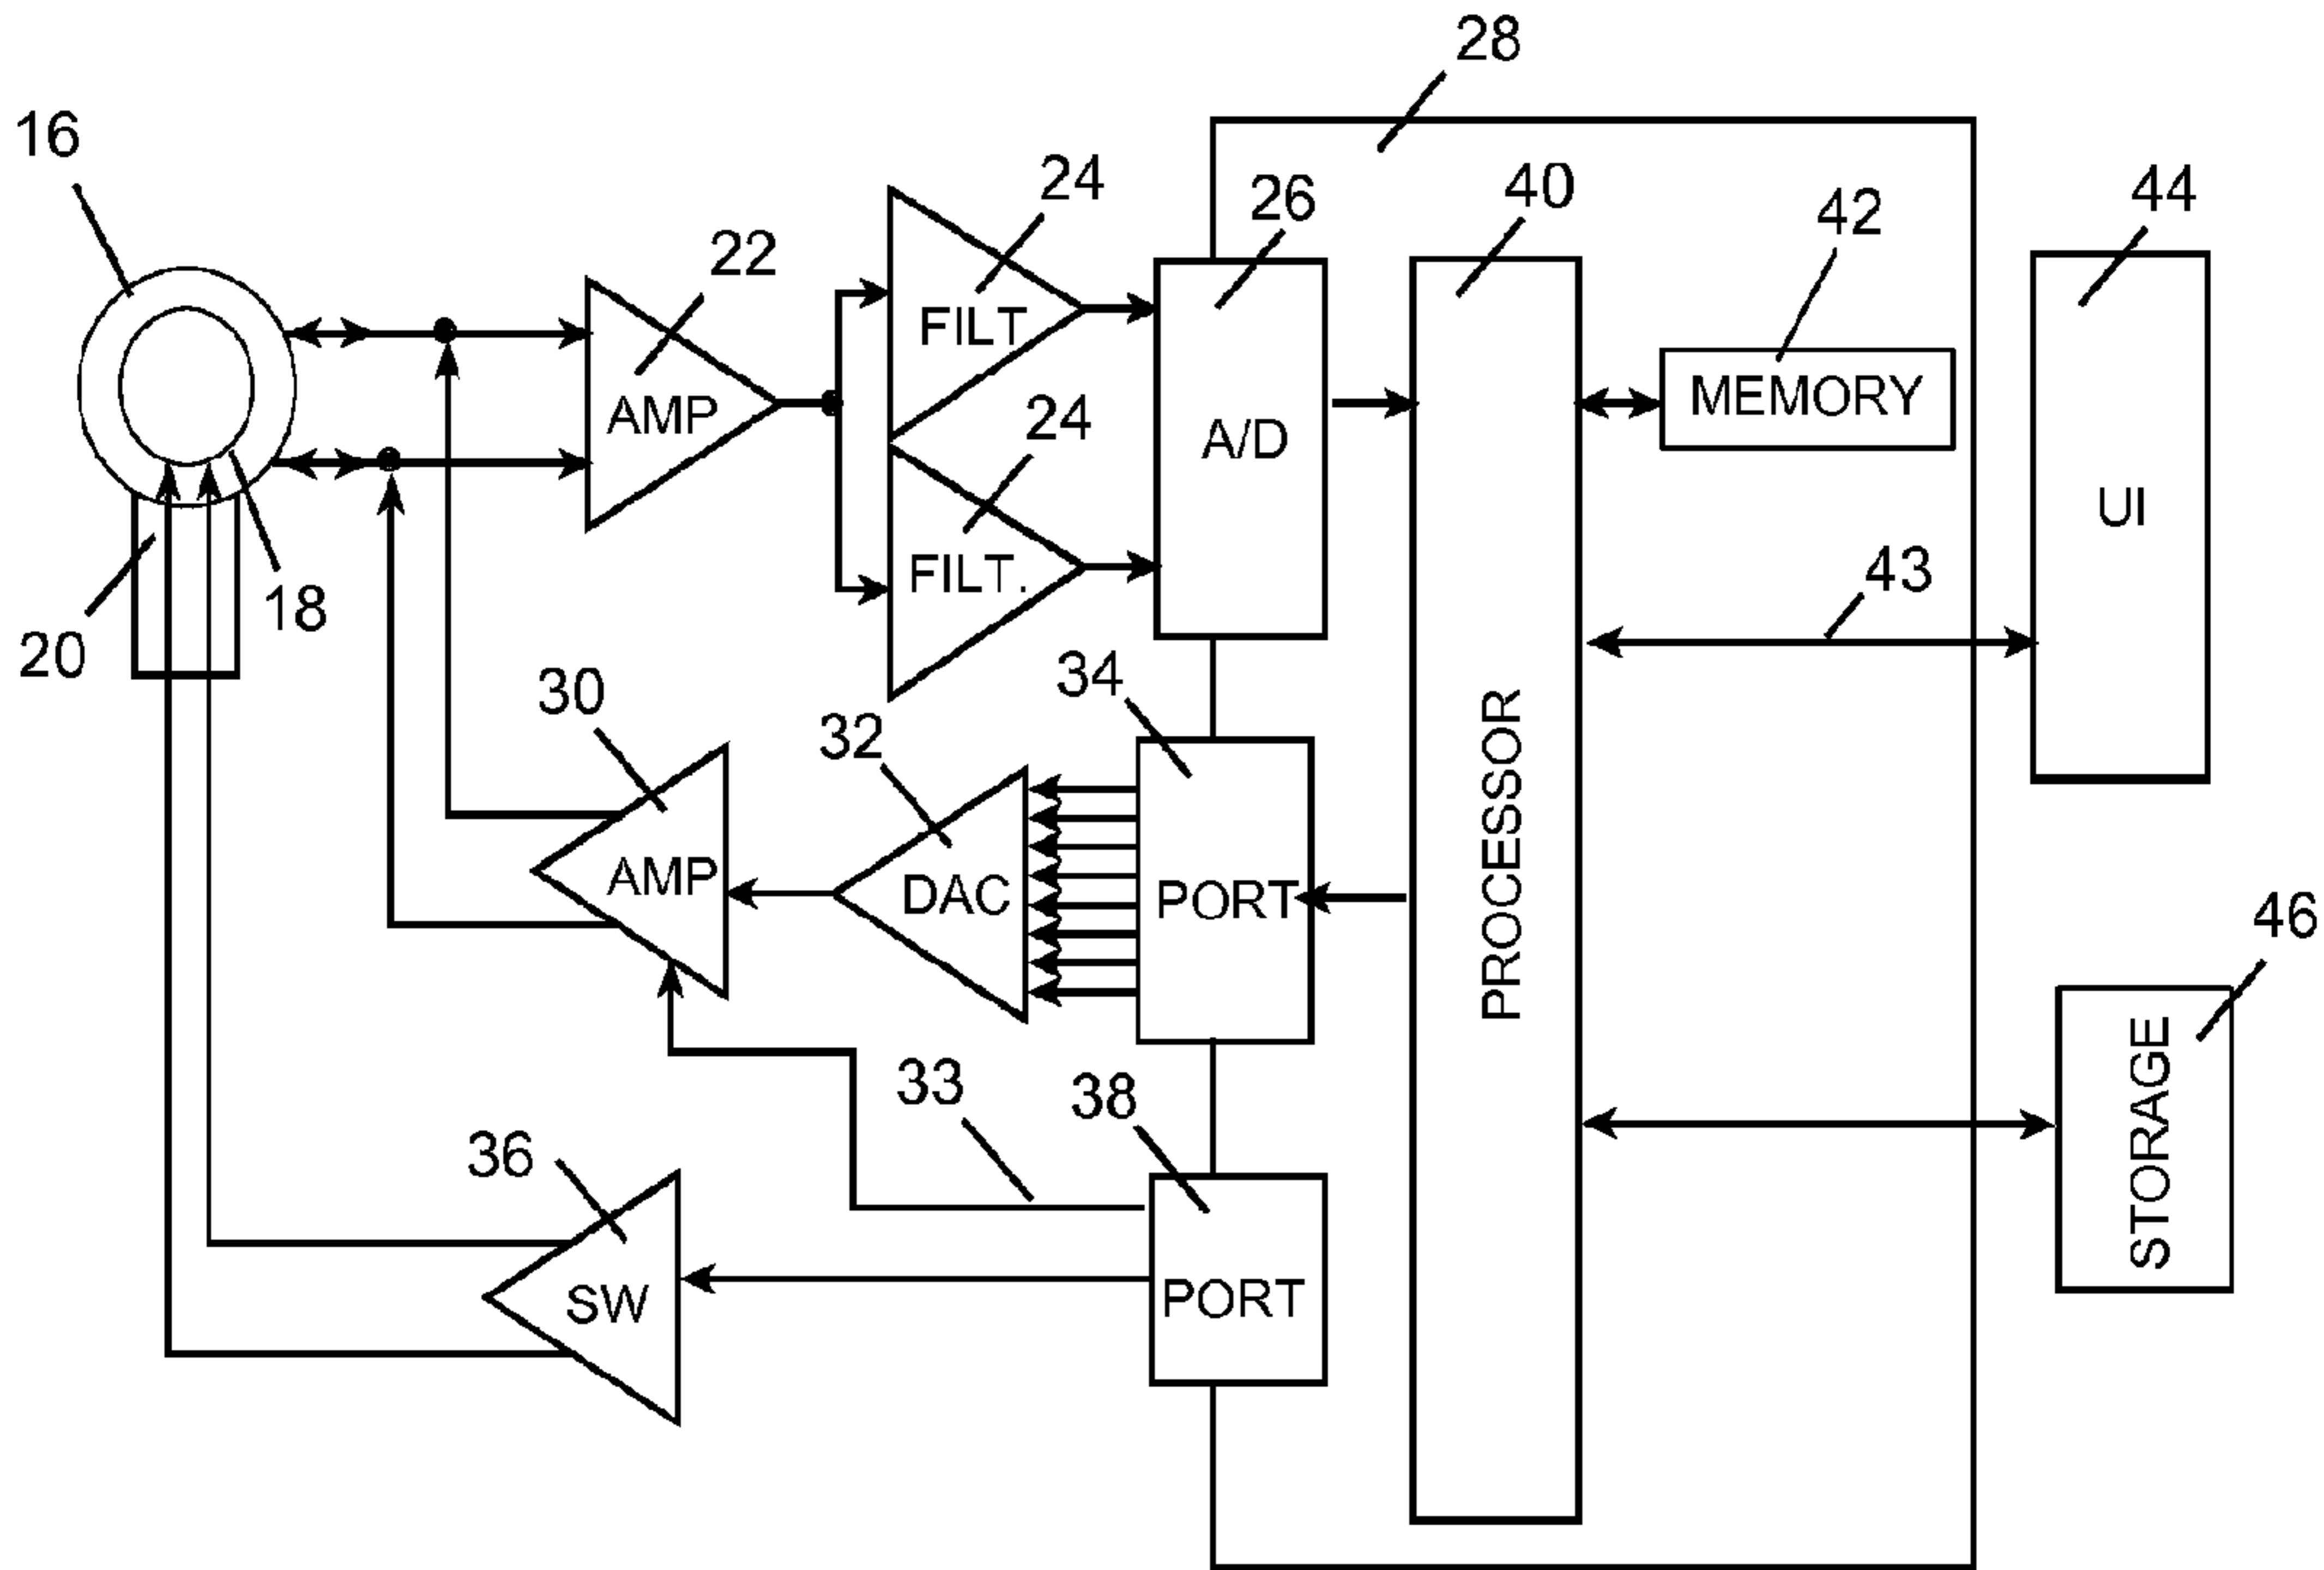 28
16
24
40
44
26
42
22
FILT
AMP
24
MEMORY
A/D
UI
43
FILT.
18
20
34
30
32
PROCESSOR
AMP
DAC
PORT
46
33
38
36
STORAGE
SW
PORT